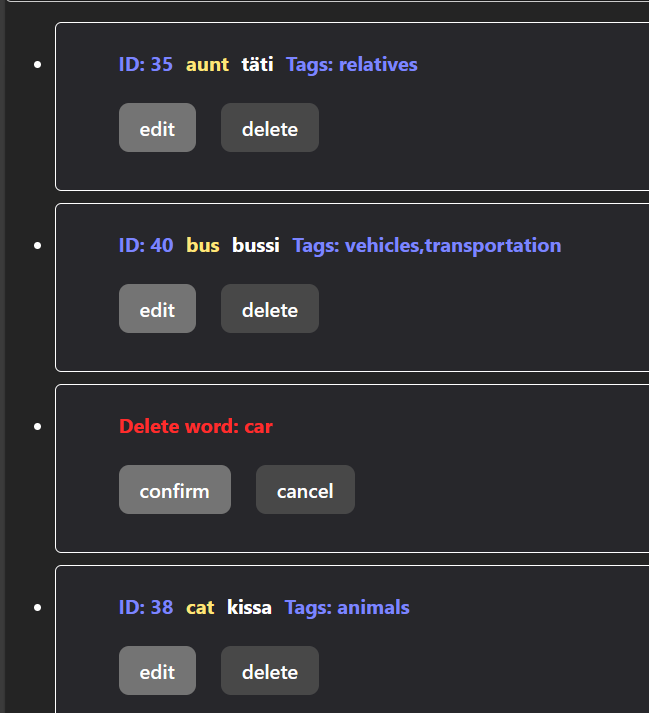 ID: 35 aunt täti Tags: relatives
edit delete
ID: 40 bus bussi Tags: vehicles,transportation
edit delete
Delete word: car
confirm cancel
ID: 38 cat kissa Tags: animals
edit delete